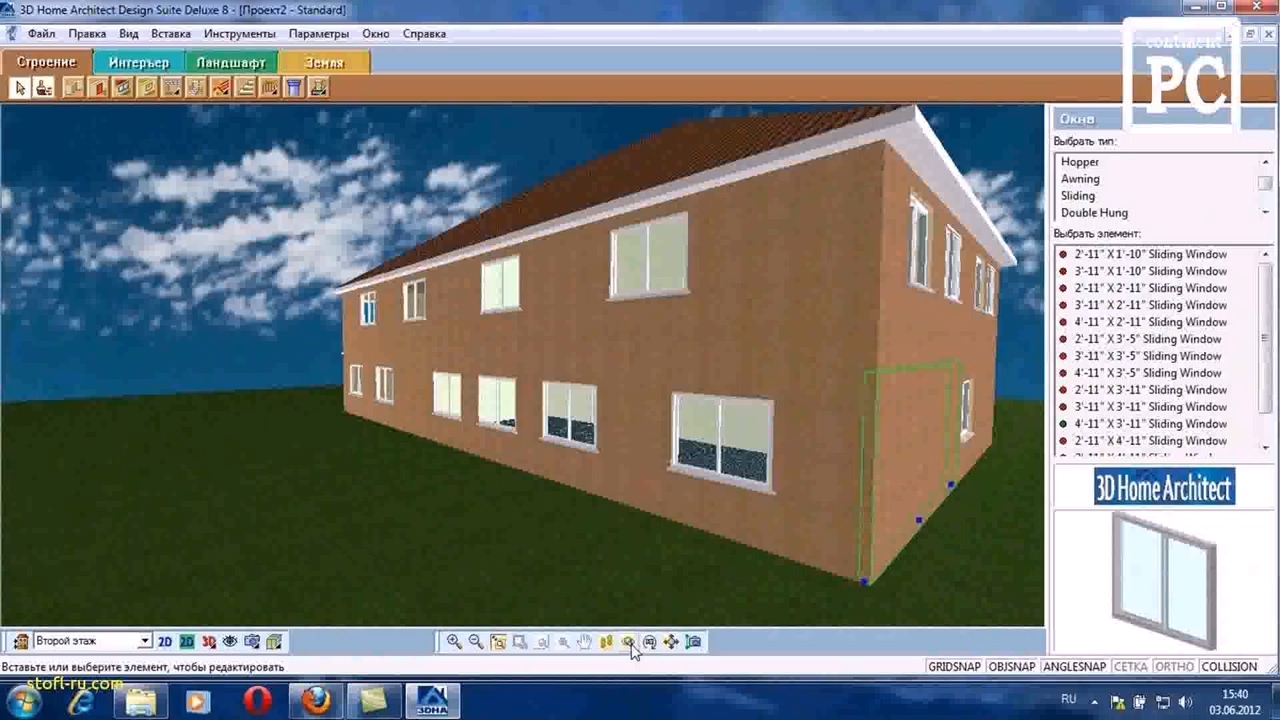 3D Home Architect Design Suite Deluxe 8 - [Проект2 - Standard]
Файл Правка Вид Вставка Инструменты Параметры Окно Справка
continent
PC
Строение Интерьер Ландшафт Земля
Окна
Выбрать тип:
Hopper
Awning
Sliding
Double Hung
Выбрать элемент:
2'-11" X 1'-10" Sliding Window
3'-11" X 1'-10" Sliding Window
2'-11" X 2'-11" Sliding Window
3'-11" X 2'-11" Sliding Window
4'-11" X 2'-11" Sliding Window
2'-11" X 3'-5" Sliding Window
3'-11" X 3'-5" Sliding Window
4'-11" X 3'-5" Sliding Window
2'-11" X 3'-11" Sliding Window
3'-11" X 3'-11" Sliding Window
4'-11" X 3'-11" Sliding Window
2'-11" X 4'-11" Sliding Window
3D Home Architect
Второй этаж 2D 2D 3D
Вставьте или выберите элемент, чтобы редактировать
GRIDSNAP OBJSNAP ANGLESNAP СЕТКА ORTHO COLLISION
stofl-ru.com
3DHA
RU
15:40
03.06.2012